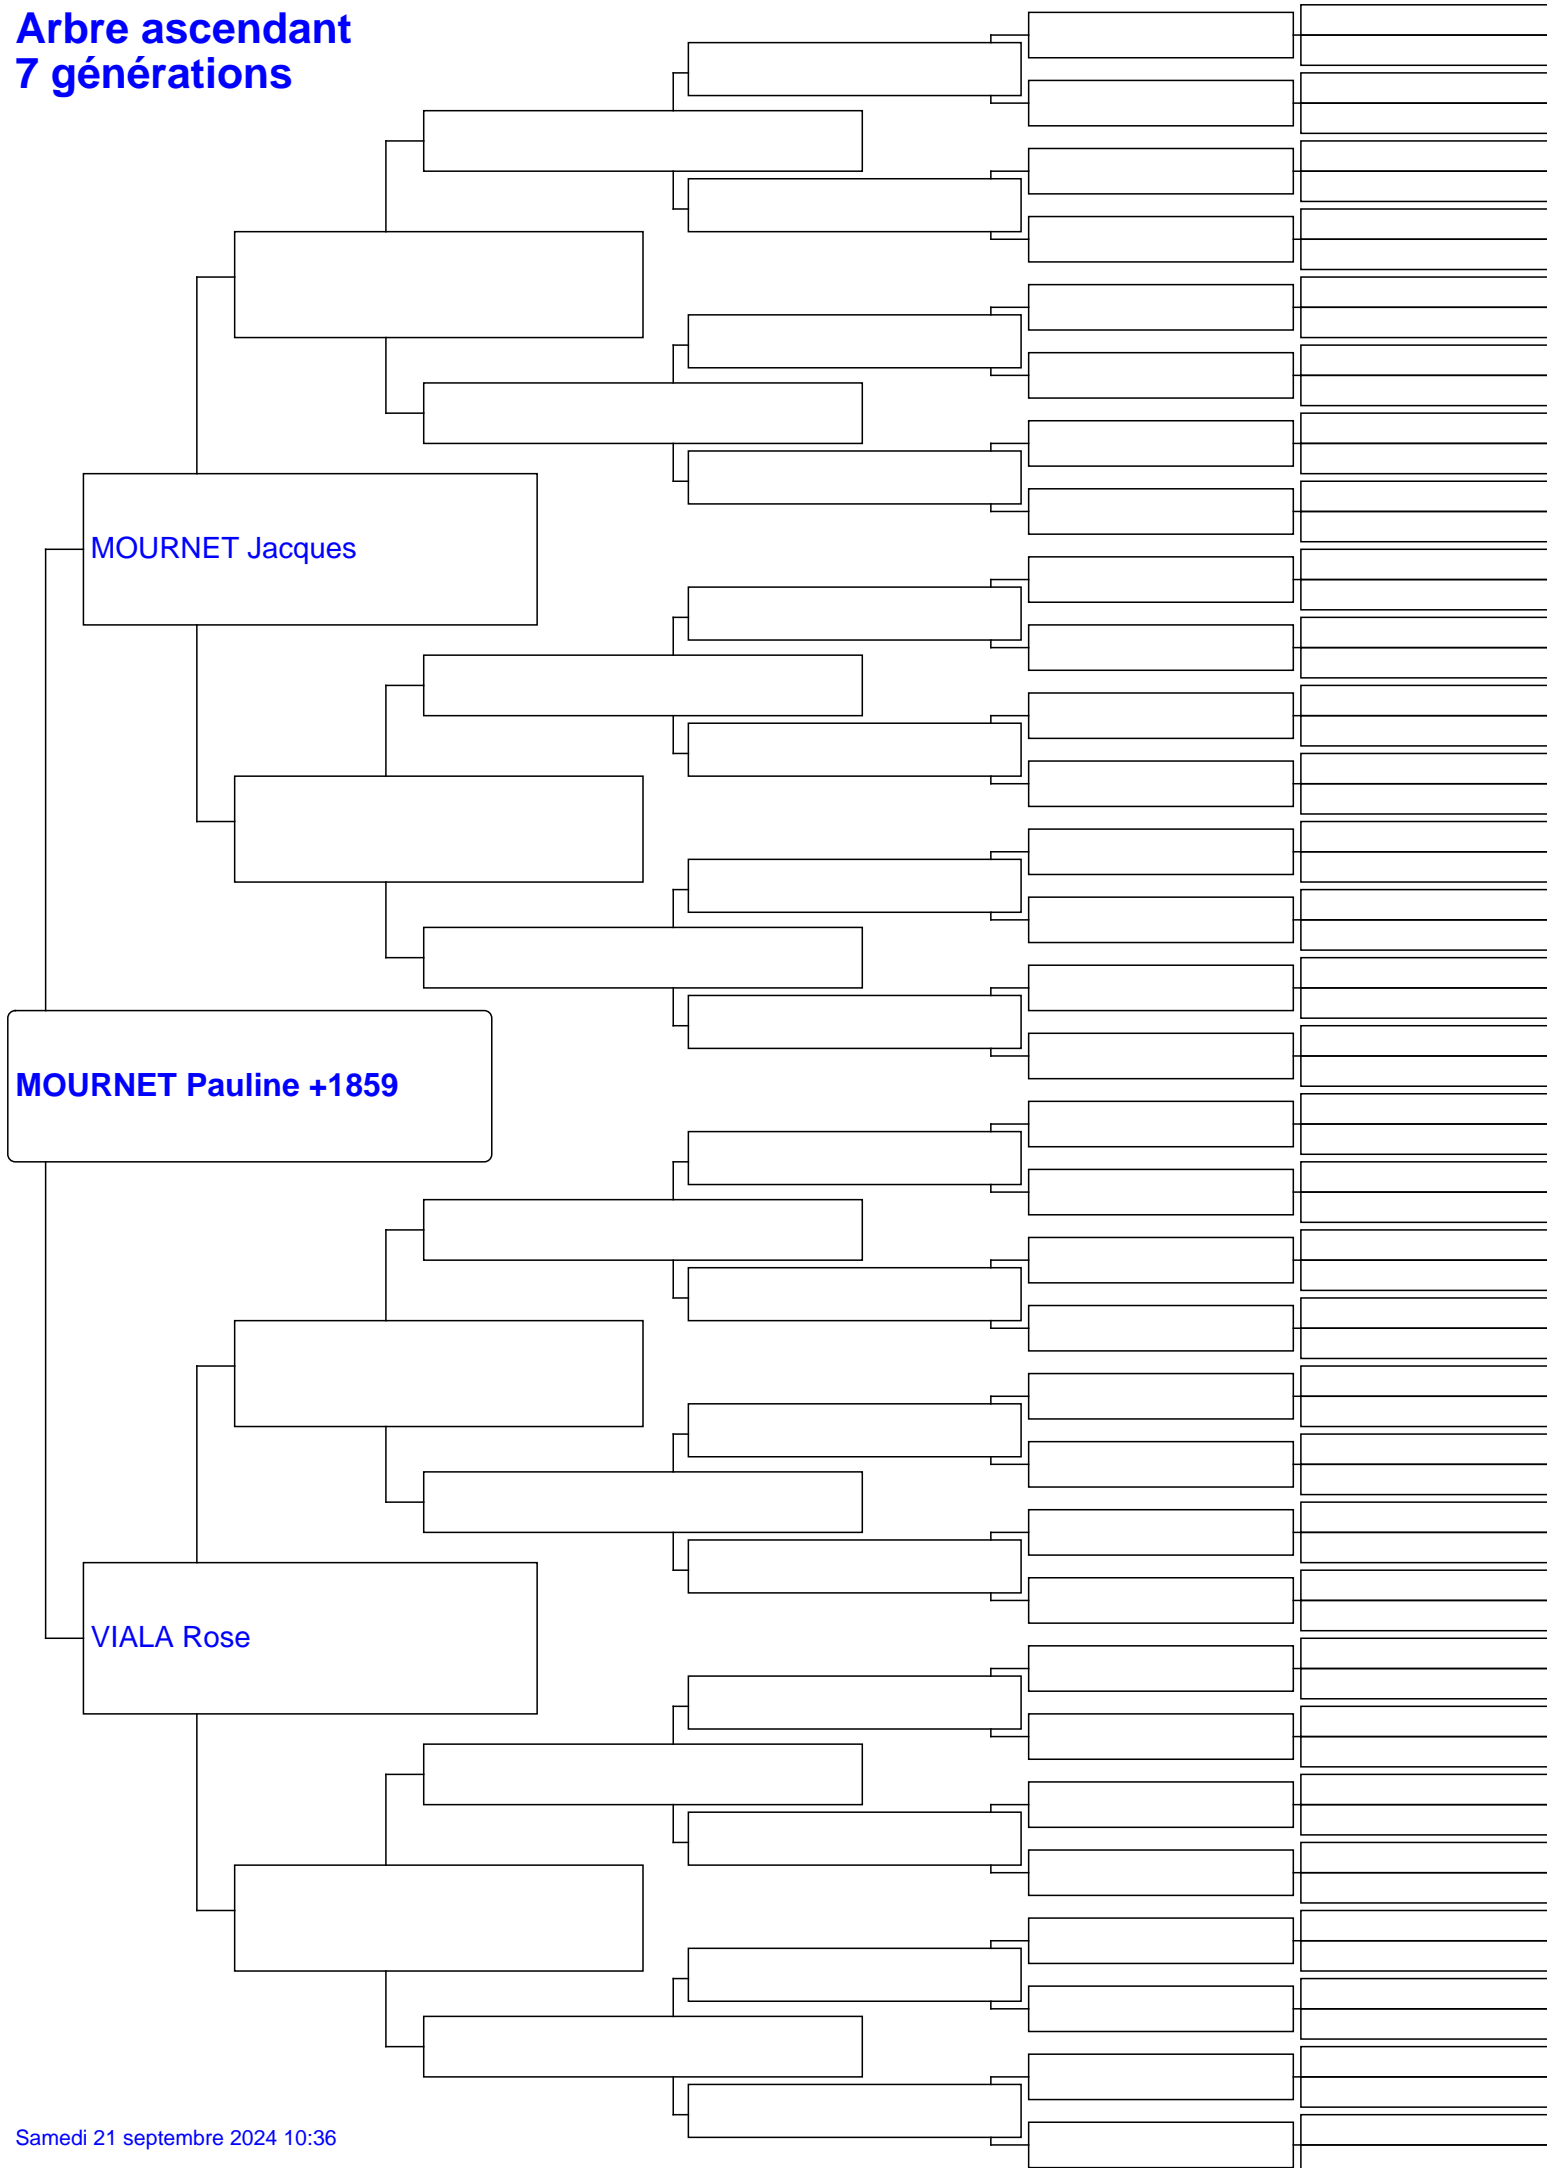 Arbre ascendant
7 générations
MOURNET Jacques
MOURNET Pauline +1859
VIALA Rose
Samedi 21 septembre 2024 10:36